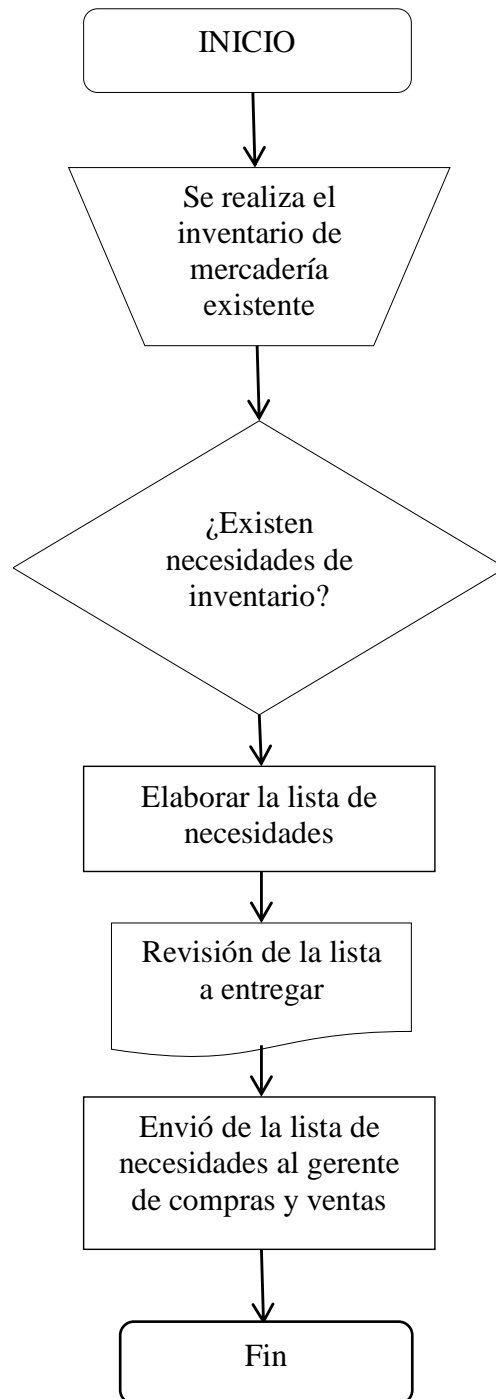 INICIO
Se realiza el
inventario de
mercadería
existente
¿Existen
necesidades de
inventario?
Elaborar la lista de
necesidades
Revisión de la lista
a entregar
Envió de la lista de
necesidades al gerente
de compras y ventas
Fin